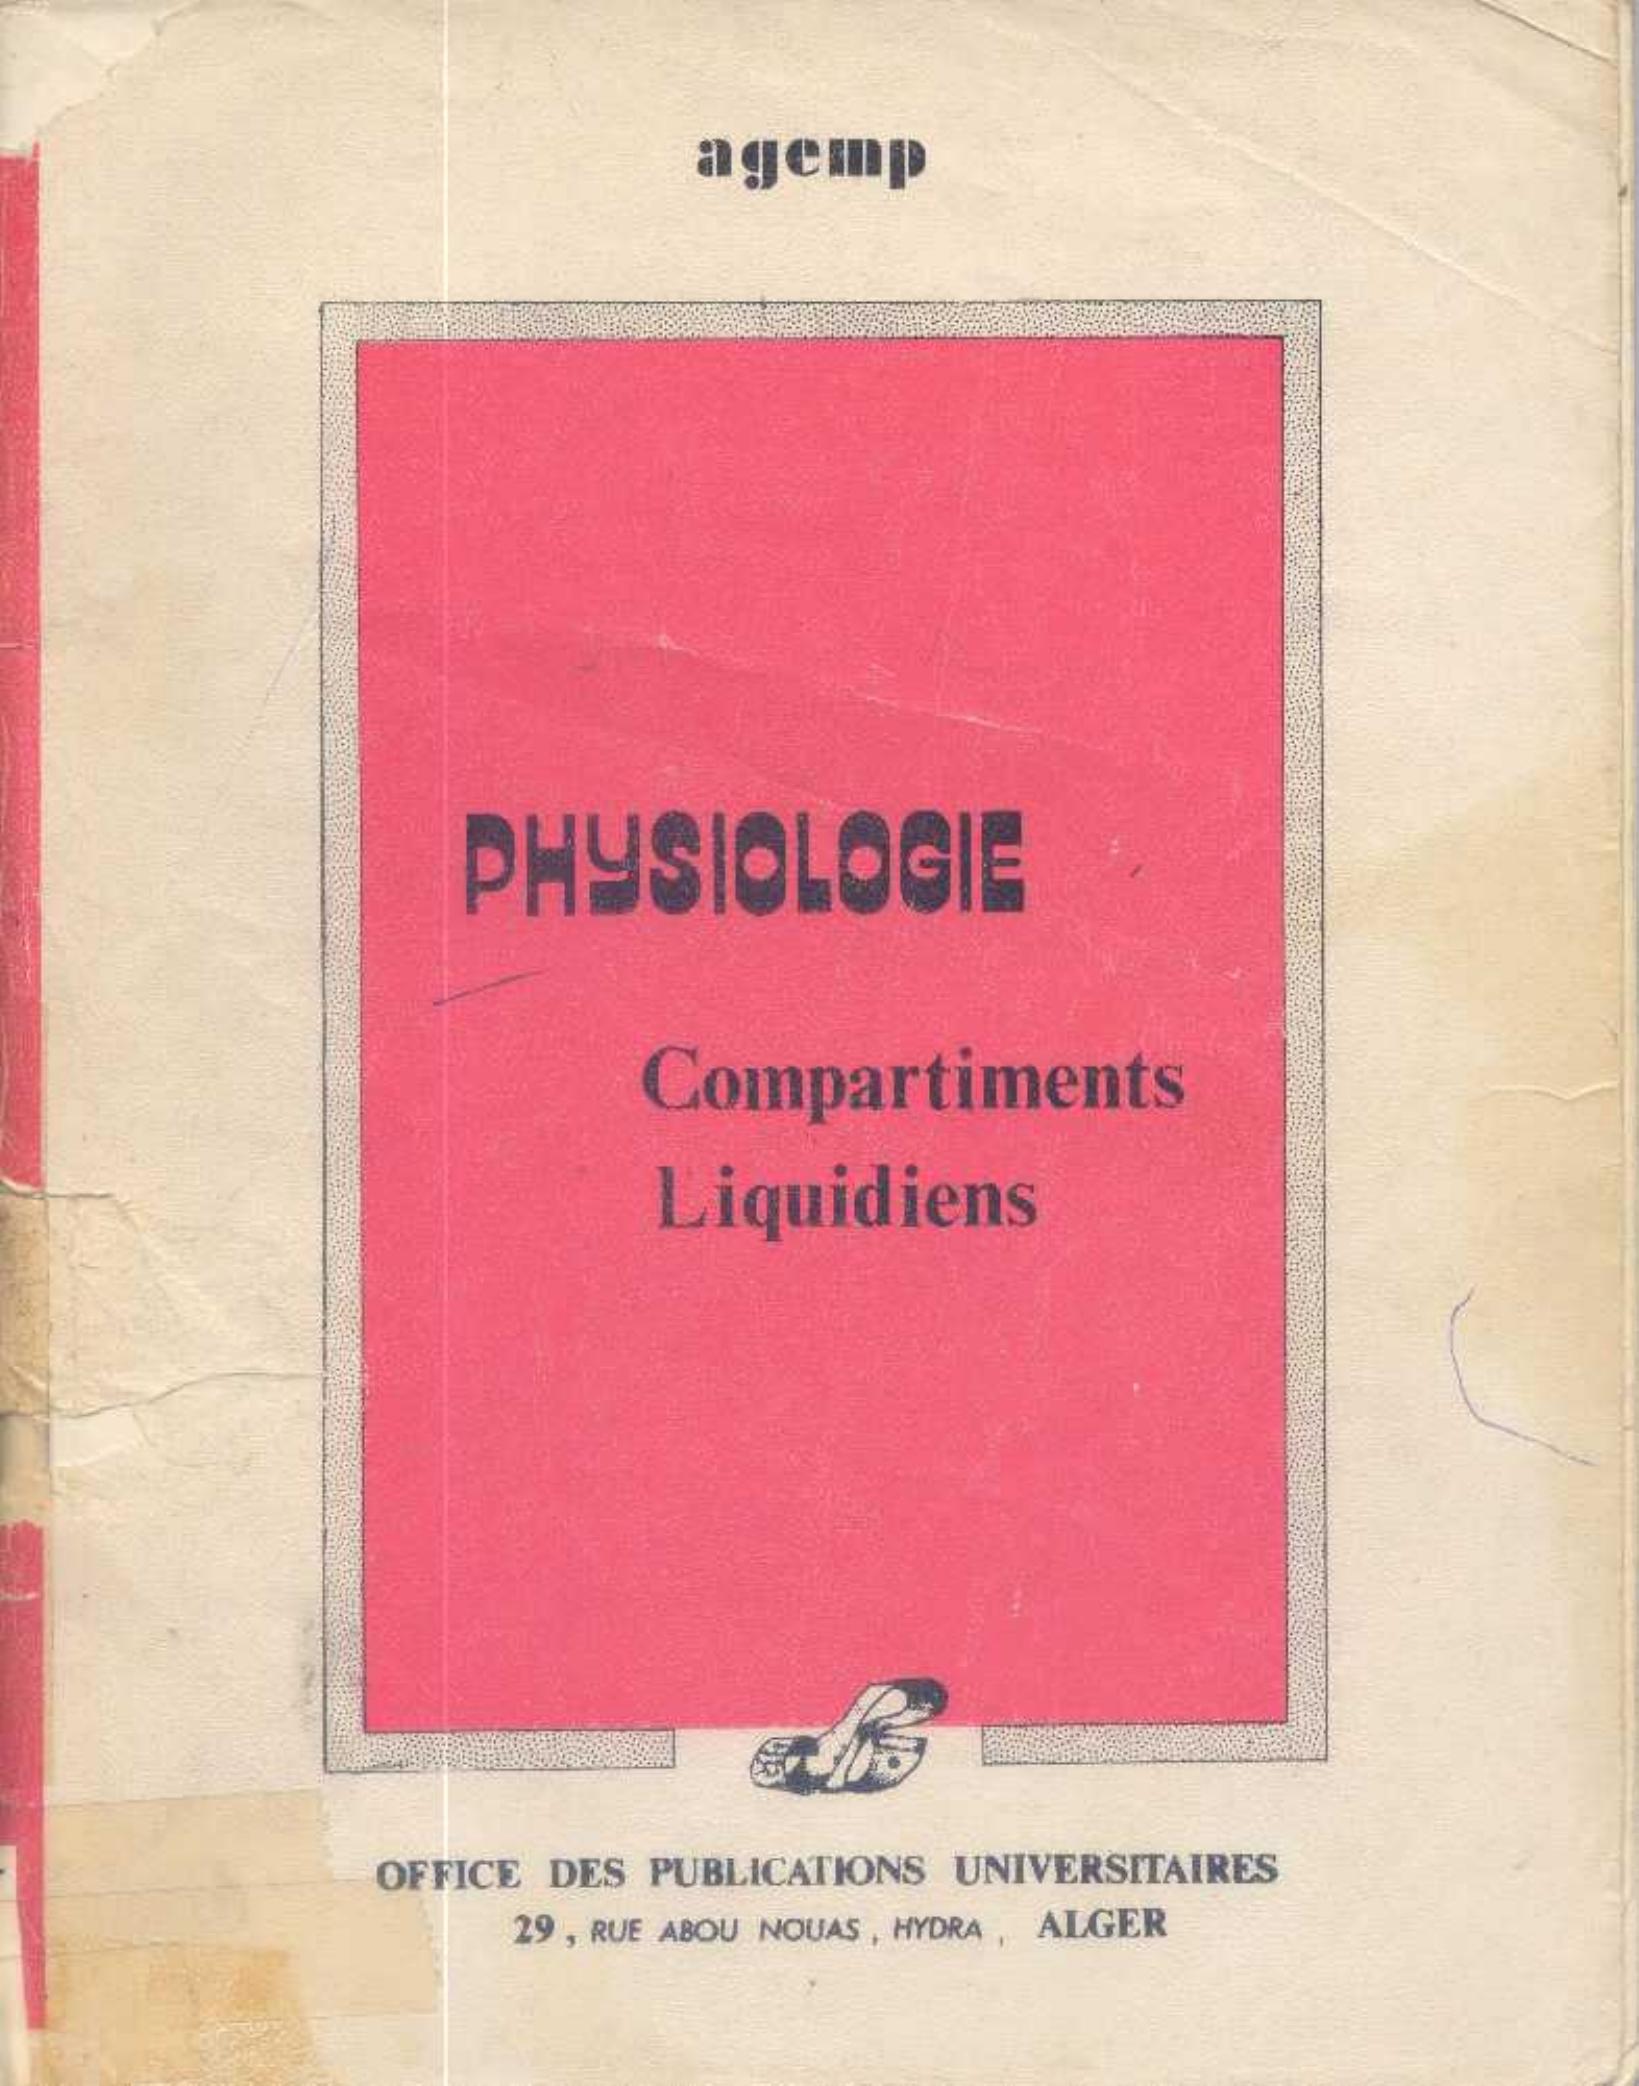 agemp
PHYSIOLOGIE
Compartiments
Liquidiens
OFFICE DES PUBLICATIONS UNIVERSITAIRES
29, RUE ABOU NOUAS, HYDRA, ALGER